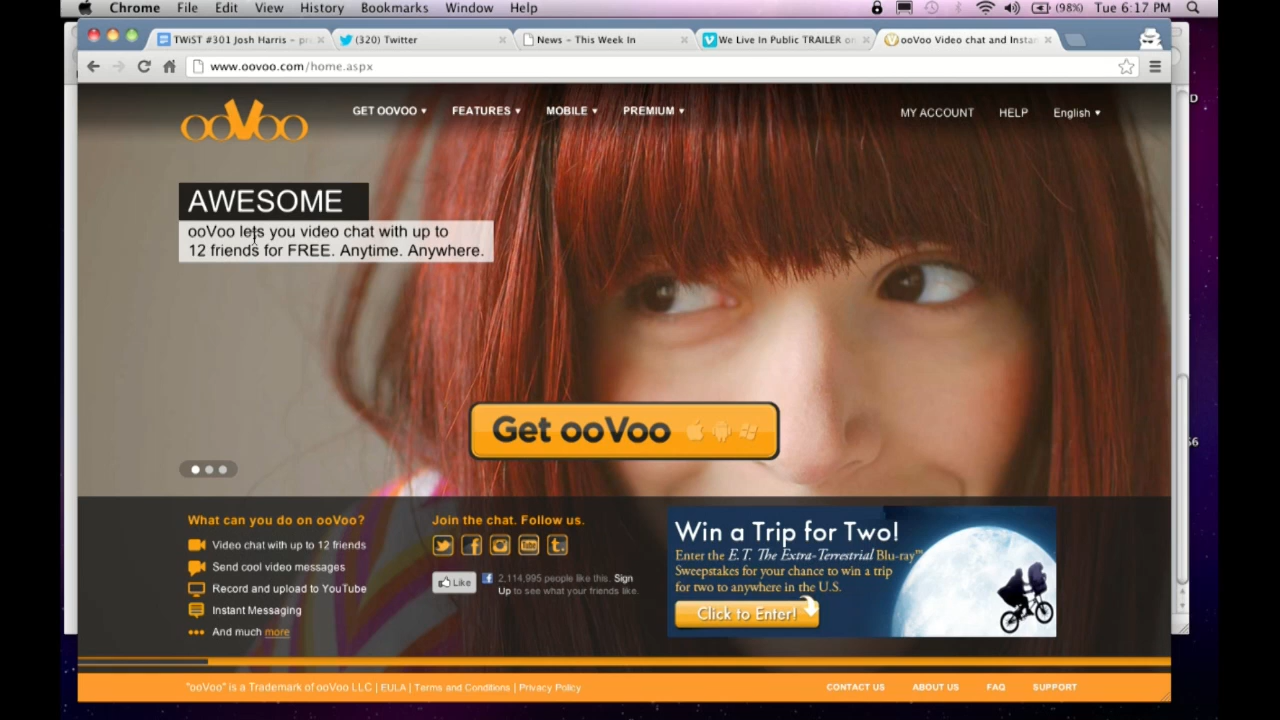 Chrome File Edit View History Bookmarks Window Help (98%) Tue 6:17 PM
TWiST #301 Josh Harris – pr
(320) Twitter
News – This Week In
We Live In Public TRAILER on
ooVoo Video chat and Instan
www.oovoo.com/home.aspx
ooVoo
GET OOVOO FEATURES MOBILE PREMIUM
MY ACCOUNT HELP English
AWESOME
ooVoo lets you video chat with up to
12 friends for FREE. Anytime. Anywhere.
Get ooVoo
What can you do on ooVoo?
Video chat with up to 12 friends
Send cool video messages
Record and upload to YouTube
Instant Messaging
And much more
Join the chat. Follow us.
Like
2,114,995 people like this. Sign
Up to see what your friends like.
Win a Trip for Two!
Enter the E.T. The Extra-Terrestrial Blu-ray™
Sweepstakes for your chance to win a trip
for two to anywhere in the U.S.
Click to Enter!
"ooVoo" is a Trademark of ooVoo LLC | EULA | Terms and Conditions | Privacy Policy
CONTACT US ABOUT US FAQ SUPPORT